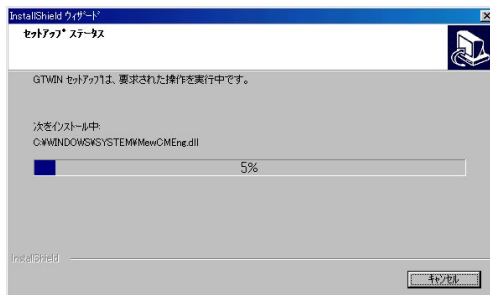 InstallShield ウィザード
セットアップ ステータス
GTWIN セットアップは、要求された操作を実行中です。
次をインストール中:
C:¥WINDOWS¥SYSTEM¥MewCMEng.dll
5%
InstallShield
キャンセル